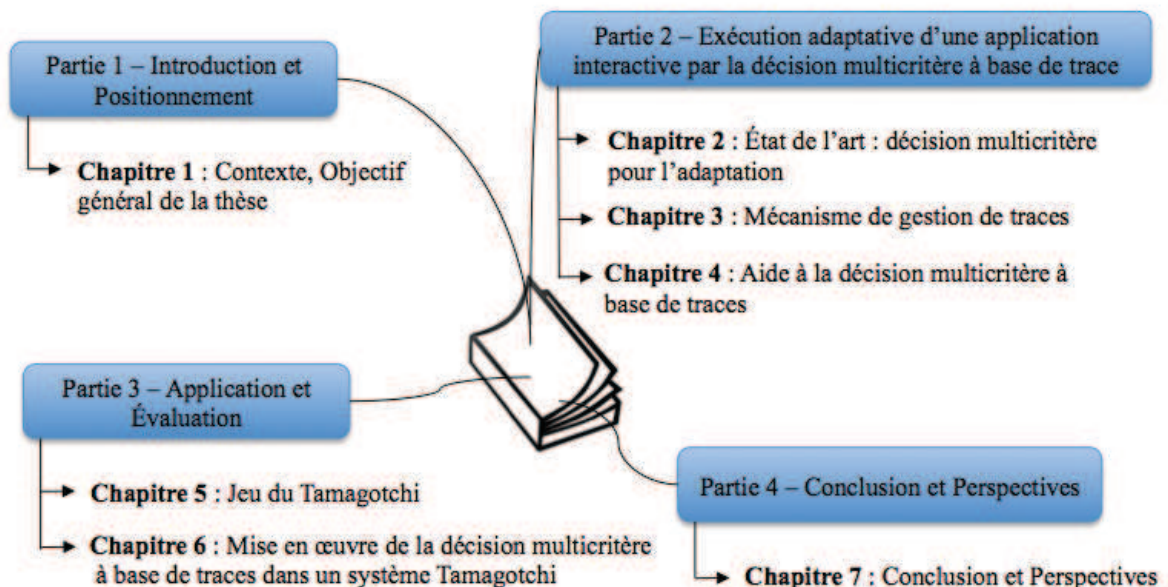 Partie 1 – Introduction et
Positionnement
Chapitre 1 : Contexte, Objectif
général de la thèse
Partie 2 – Exécution adaptative d’une application
interactive par la décision multicritère à base de trace
Chapitre 2 : État de l’art : décision multicritère
pour l’adaptation
Chapitre 3 : Mécanisme de gestion de traces
Chapitre 4 : Aide à la décision multicritère à
base de traces
Partie 3 – Application et
Évaluation
Chapitre 5 : Jeu du Tamagotchi
Chapitre 6 : Mise en œuvre de la décision multicritère
à base de traces dans un système Tamagotchi
Partie 4 – Conclusion et Perspectives
Chapitre 7 : Conclusion et Perspectives